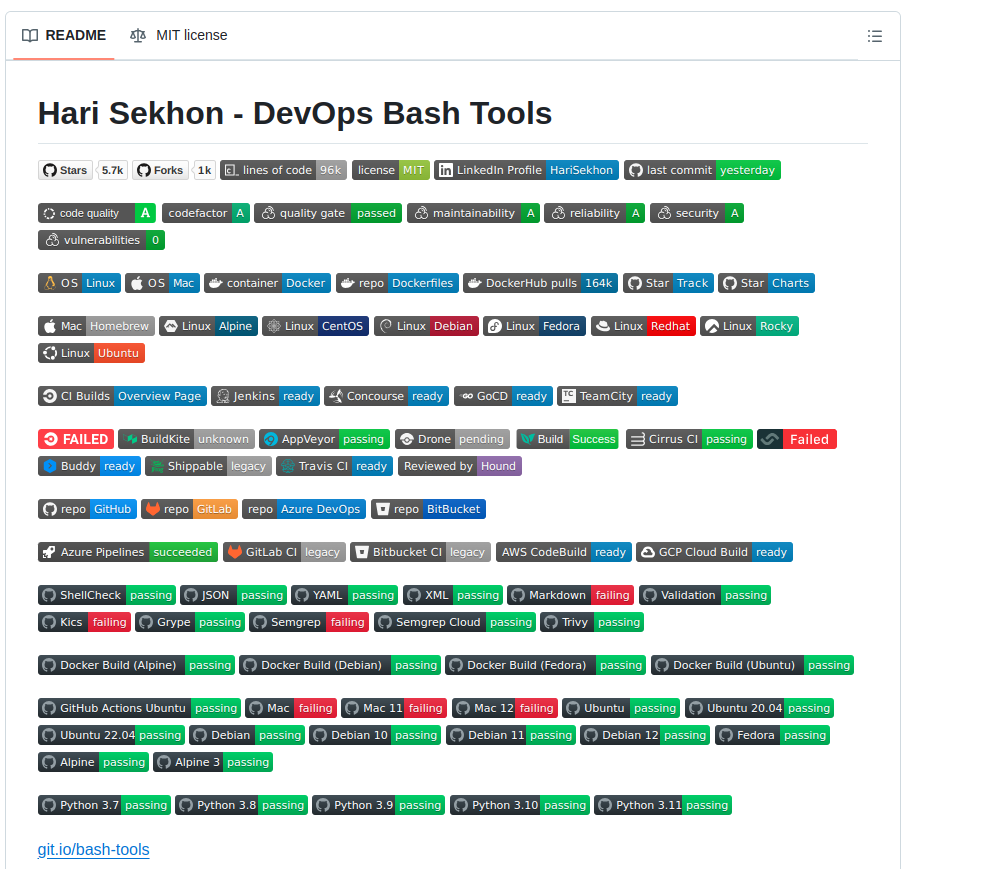 README MIT license
Hari Sekhon - DevOps Bash Tools
Stars 5.7k Forks 1k lines of code 96k license MIT LinkedIn Profile HariSekhon last commit yesterday
code quality A codefactor A quality gate passed maintainability A reliability A security A
vulnerabilities 0
OS Linux OS Mac container Docker repo Dockerfiles DockerHub pulls 164k Star Track Star Charts
Mac Homebrew Linux Alpine Linux CentOS Linux Debian Linux Fedora Linux Redhat Linux Rocky
Linux Ubuntu
CI Builds Overview Page Jenkins ready Concourse ready GoCD ready TC TeamCity ready
FAILED BuildKite unknown AppVeyor passing Drone pending Build Success Cirrus CI passing Failed
Buddy ready Shippable legacy Travis CI ready Reviewed by Hound
repo GitHub repo GitLab repo Azure DevOps repo BitBucket
Azure Pipelines succeeded GitLab CI legacy Bitbucket CI legacy AWS CodeBuild ready GCP Cloud Build ready
ShellCheck passing JSON passing YAML passing XML passing Markdown failing Validation passing
Kics failing Grype passing Semgrep failing Semgrep Cloud passing Trivy passing
Docker Build (Alpine) passing Docker Build (Debian) passing Docker Build (Fedora) passing Docker Build (Ubuntu) passing
GitHub Actions Ubuntu passing Mac failing Mac 11 failing Mac 12 failing Ubuntu passing Ubuntu 20.04 passing
Ubuntu 22.04 passing Debian passing Debian 10 passing Debian 11 passing Debian 12 passing Fedora passing
Alpine passing Alpine 3 passing
Python 3.7 passing Python 3.8 passing Python 3.9 passing Python 3.10 passing Python 3.11 passing
git.io/bash-tools